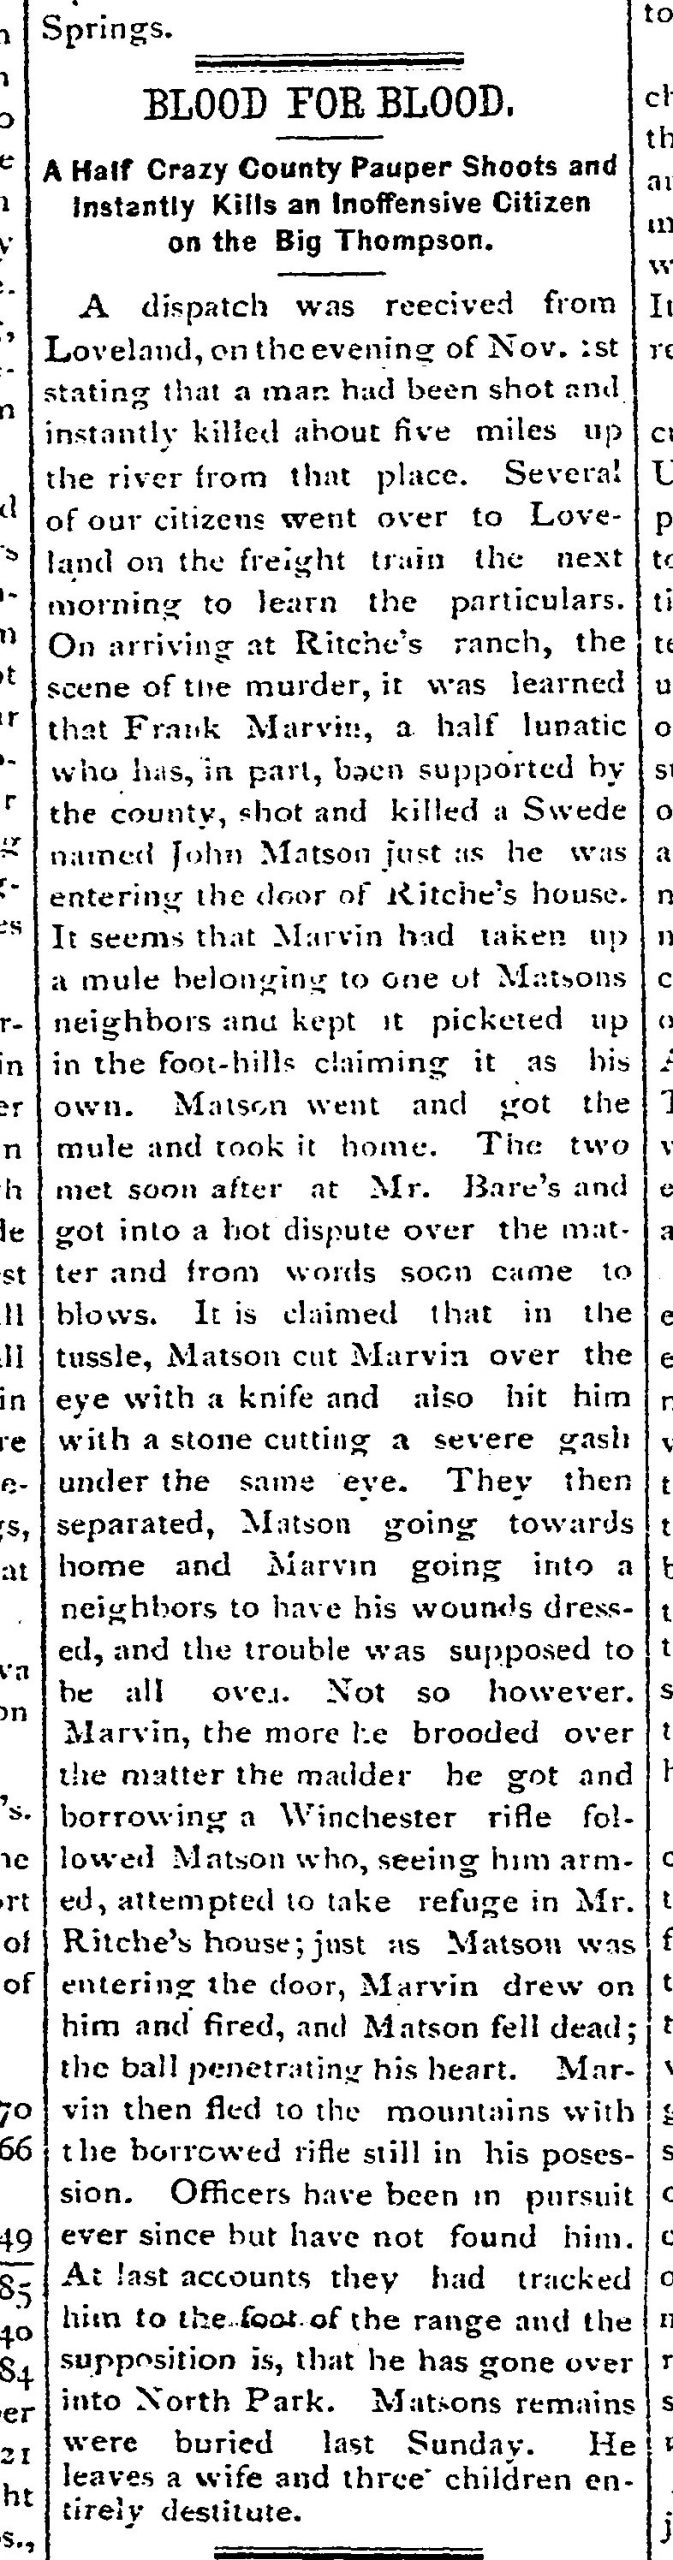 Springs.
BLOOD FOR BLOOD.
A Half Crazy County Pauper Shoots and
Instantly Kills an Inoffensive Citizen
on the Big Thompson.
A dispatch was reecived from
Loveland, on the evening of Nov. 1st
stating that a man had been shot and
instantly killed about five miles up
the river from that place. Several
of our citizens went over to Love-
land on the freight train the next
morning to learn the particulars.
On arriving at Ritche's ranch, the
scene of the murder, it was learned
that Frank Marvin, a half lunatic
who has, in part, been supported by
the county, shot and killed a Swede
named John Matson just as he was
entering the door of Ritche's house.
It seems that Marvin had taken up
a mule belonging to one of Matsons
neighbors and kept it picketed up
in the foot-hills claiming it as his
own. Matson went and got the
mule and took it home. The two
met soon after at Mr. Bare's and
got into a hot dispute over the mat-
ter and from words soon came to
blows. It is claimed that in the
tussle, Matson cut Marvin over the
eye with a knife and also hit him
with a stone cutting a severe gash
under the same eye. They then
separated, Matson going towards
home and Marvin going into a
neighbors to have his wounds dress-
ed, and the trouble was supposed to
be all over. Not so however.
Marvin, the more he brooded over
the matter the madder he got and
borrowing a Winchester rifle fol-
lowed Matson who, seeing him arm-
ed, attempted to take refuge in Mr.
Ritche's house; just as Matson was
entering the door, Marvin drew on
him and fired, and Matson fell dead;
the ball penetrating his heart. Mar-
vin then fled to the mountains with
the borrowed rifle still in his poses-
sion. Officers have been in pursuit
ever since but have not found him.
At last accounts they had tracked
him to the foot of the range and the
supposition is, that he has gone over
into North Park. Matsons remains
were buried last Sunday. He
leaves a wife and three children en-
tirely destitute.